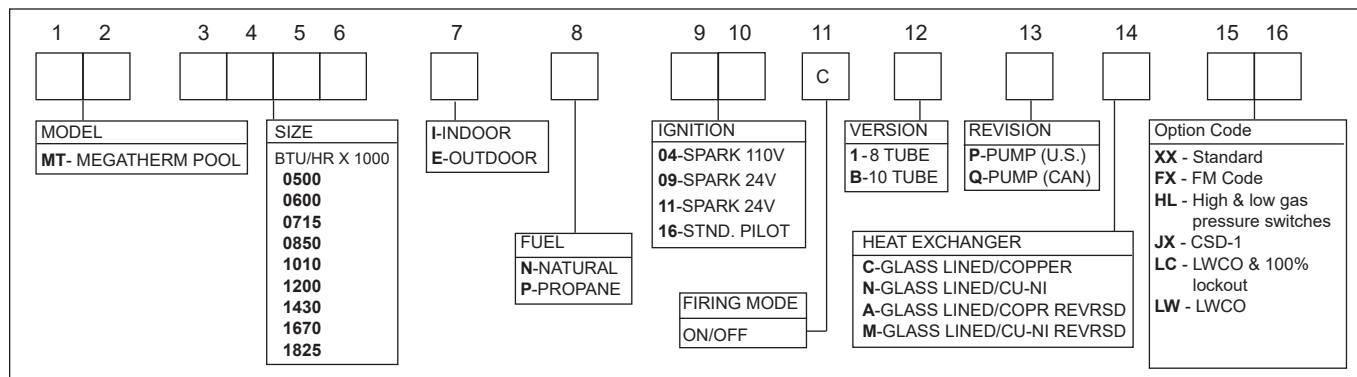 1 2 3 4 5 6 7 8 9 10 11 12 13 14 15 16
C
MODEL
MT- MEGATHERM POOL
SIZE
BTU/HR X 1000
0500
0600
0715
0850
1010
1200
1430
1670
1825
I-INDOOR
E-OUTDOOR
FUEL
N-NATURAL
P-PROPANE
IGNITION
04-SPARK 110V
09-SPARK 24V
11-SPARK 24V
16-STND. PILOT
FIRING MODE
ON/OFF
VERSION
1-8 TUBE
B-10 TUBE
REVISION
P-PUMP (U.S.)
Q-PUMP (CAN)
HEAT EXCHANGER
C-GLASS LINED/COPPER
N-GLASS LINED/CU-NI
A-GLASS LINED/COPR REVRSD
M-GLASS LINED/CU-NI REVRSD
Option Code
XX - Standard
FX - FM Code
HL - High & low gas
pressure switches
JX - CSD-1
LC - LWCO & 100%
lockout
LW - LWCO